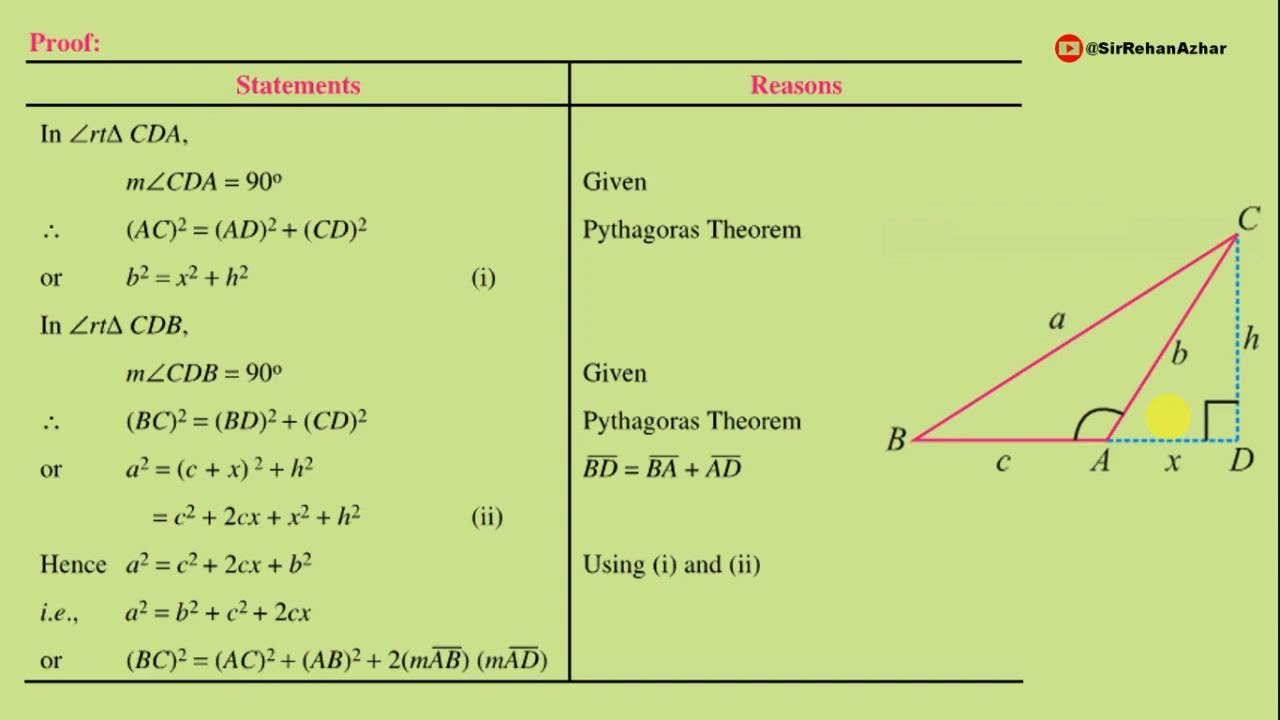 Proof:
@SirRehanAzhar
Statements Reasons
In ∠rtΔ CDA,
m∠CDA = 90º Given
∴ (AC)² = (AD)² + (CD)² Pythagoras Theorem
or b² = x² + h² (i)
In ∠rtΔ CDB,
m∠CDB = 90º Given
∴ (BC)² = (BD)² + (CD)² Pythagoras Theorem
or a² = (c + x)² + h² B̅D̅ = B̅A̅ + A̅D̅
= c² + 2cx + x² + h² (ii)
Hence a² = c² + 2cx + b² Using (i) and (ii)
i.e., a² = b² + c² + 2cx
or (BC)² = (AC)² + (AB)² + 2(mA̅B̅) (mA̅D̅)
C
a
h
b
B
c A x D